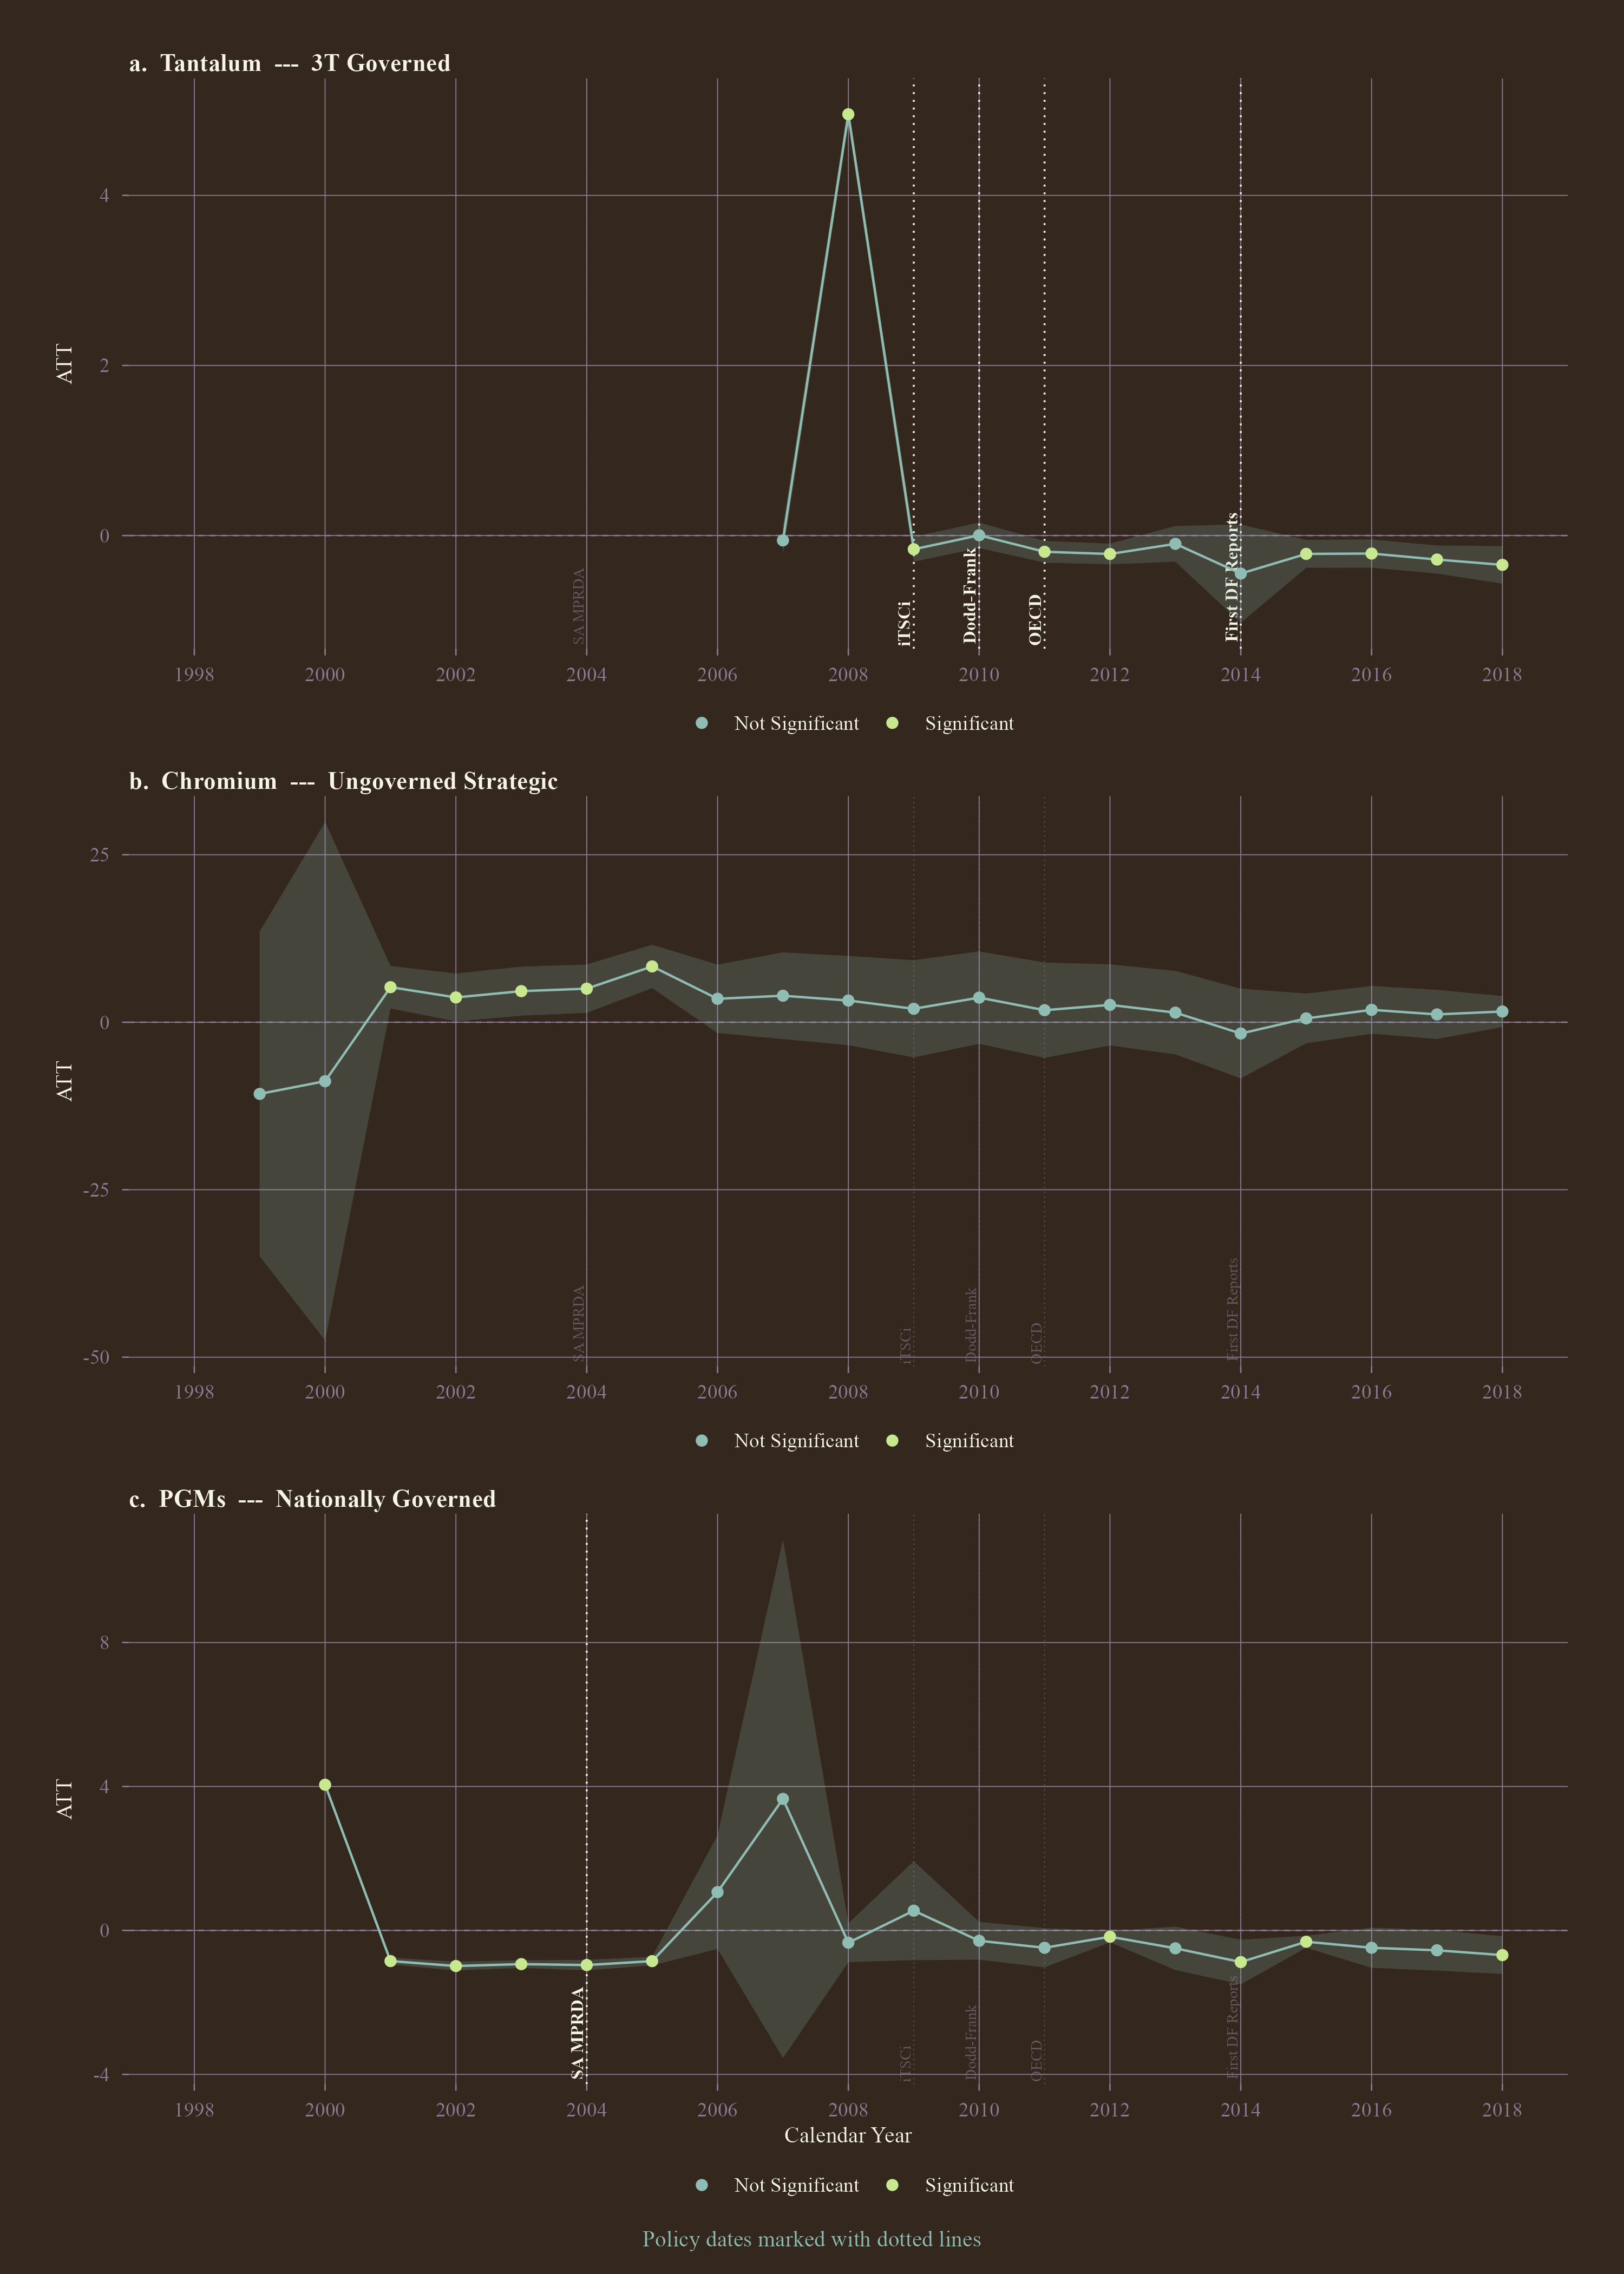 a. Tantalum --- 3T Governed
ATT
4
2
0
SA MPRDA
iTSCi
Dodd-Frank
OECD
First DF Reports
1998 2000 2002 2004 2006 2008 2010 2012 2014 2016 2018
Not Significant Significant
b. Chromium --- Ungoverned Strategic
ATT
25
0
-25
-50
SA MPRDA
iTSCi
Dodd-Frank
OECD
First DF Reports
1998 2000 2002 2004 2006 2008 2010 2012 2014 2016 2018
Not Significant Significant
c. PGMs --- Nationally Governed
ATT
8
4
0
-4
SA MPRDA
iTSCi
Dodd-Frank
OECD
First DF Reports
1998 2000 2002 2004 2006 2008 2010 2012 2014 2016 2018
Calendar Year
Not Significant Significant
Policy dates marked with dotted lines